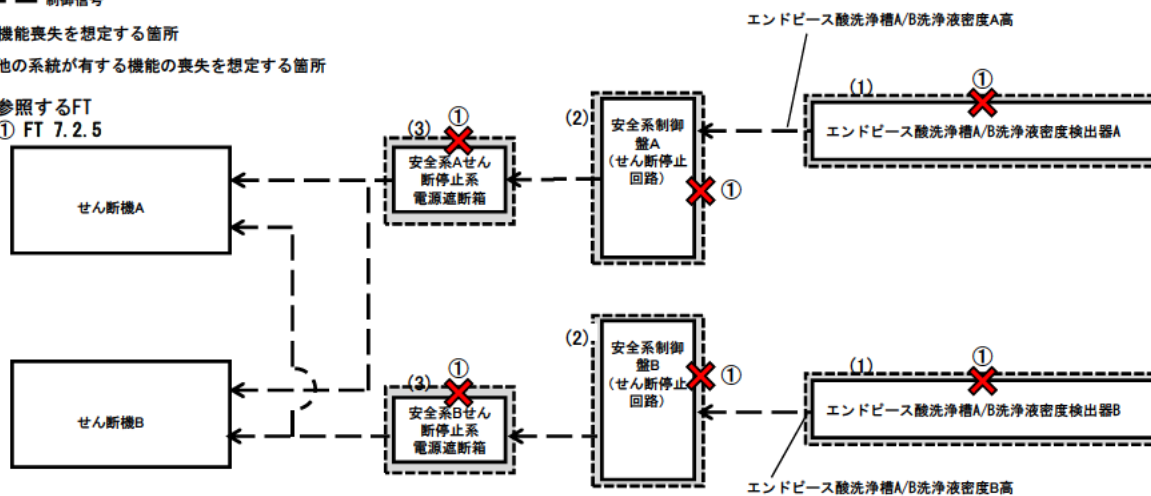 制御信号
機能喪失を想定する箇所
他の系統が有する機能の喪失を想定する箇所
参照するFT
① FT 7.2.5
エンドピース酸洗浄槽A/B洗浄液密度A高
(1)
①
エンドピース酸洗浄槽A/B洗浄液密度検出器A
(2)
安全系制御
盤A
(せん断停止
回路)
①
(3)
①
安全系Aせん
断停止系
電源遮断箱
せん断機A
(1)
①
エンドピース酸洗浄槽A/B洗浄液密度検出器B
(2)
安全系制御
盤B
(せん断停止
回路)
①
(3)
①
安全系Bせん
断停止系
電源遮断箱
せん断機B
エンドピース酸洗浄槽A/B洗浄液密度B高